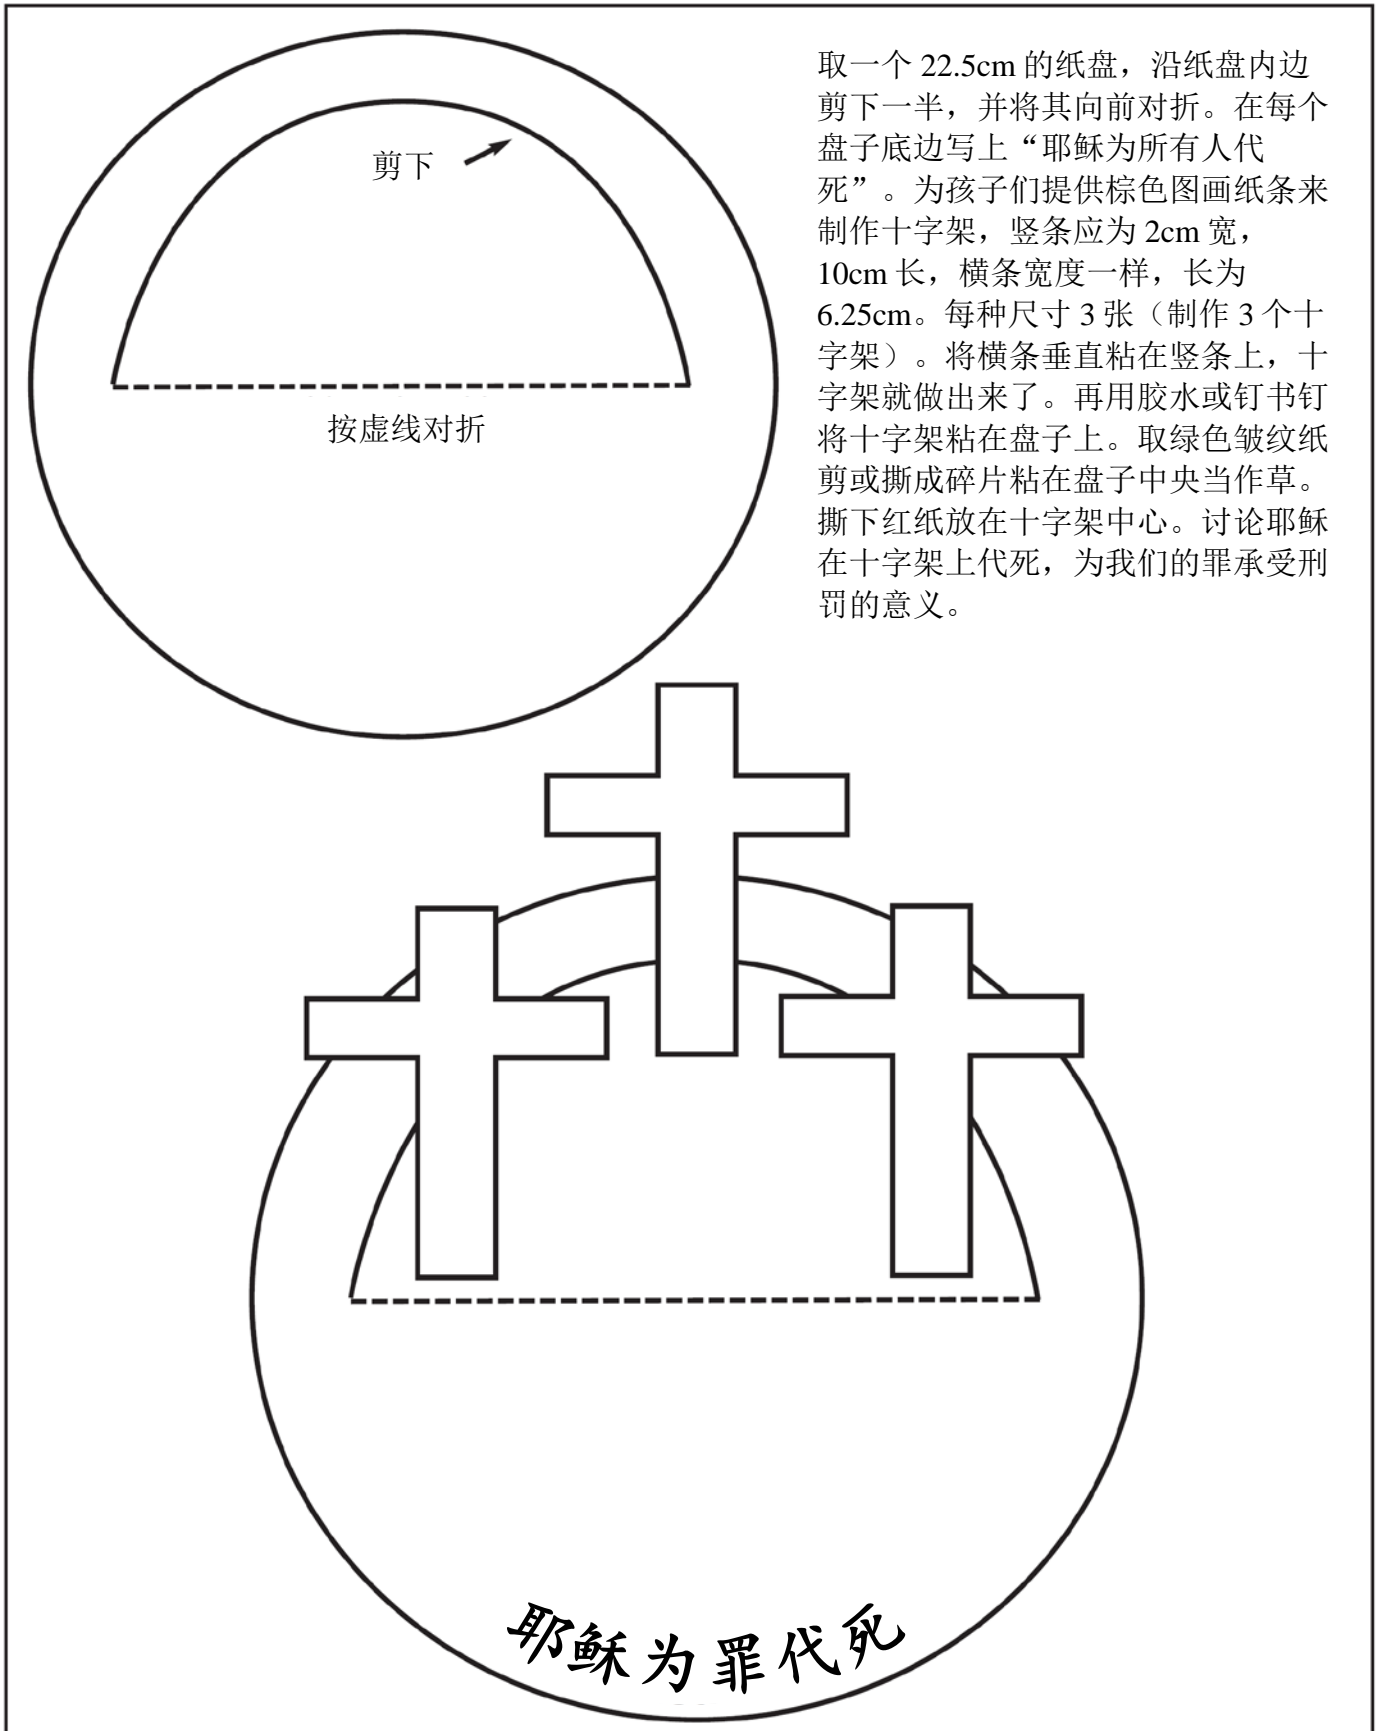 取一个 22.5cm 的纸盘，沿纸盘内边
剪下一半，并将其向前对折。在每个
盘子底边写上“耶稣为所有人代
死”。为孩子们提供棕色图画纸条来
制作十字架，竖条应为 2cm 宽，
10cm 长，横条宽度一样，长为
6.25cm。每种尺寸 3 张（制作 3 个十
字架）。将横条垂直粘在竖条上，十
字架就做出来了。再用胶水或钉书钉
将十字架粘在盘子上。取绿色皱纹纸
剪或撕成碎片粘在盘子中央当作草。
撕下红纸放在十字架中心。讨论耶稣
在十字架上代死，为我们的罪承受刑
罚的意义。
剪下
按虚线对折
耶稣为罪代死